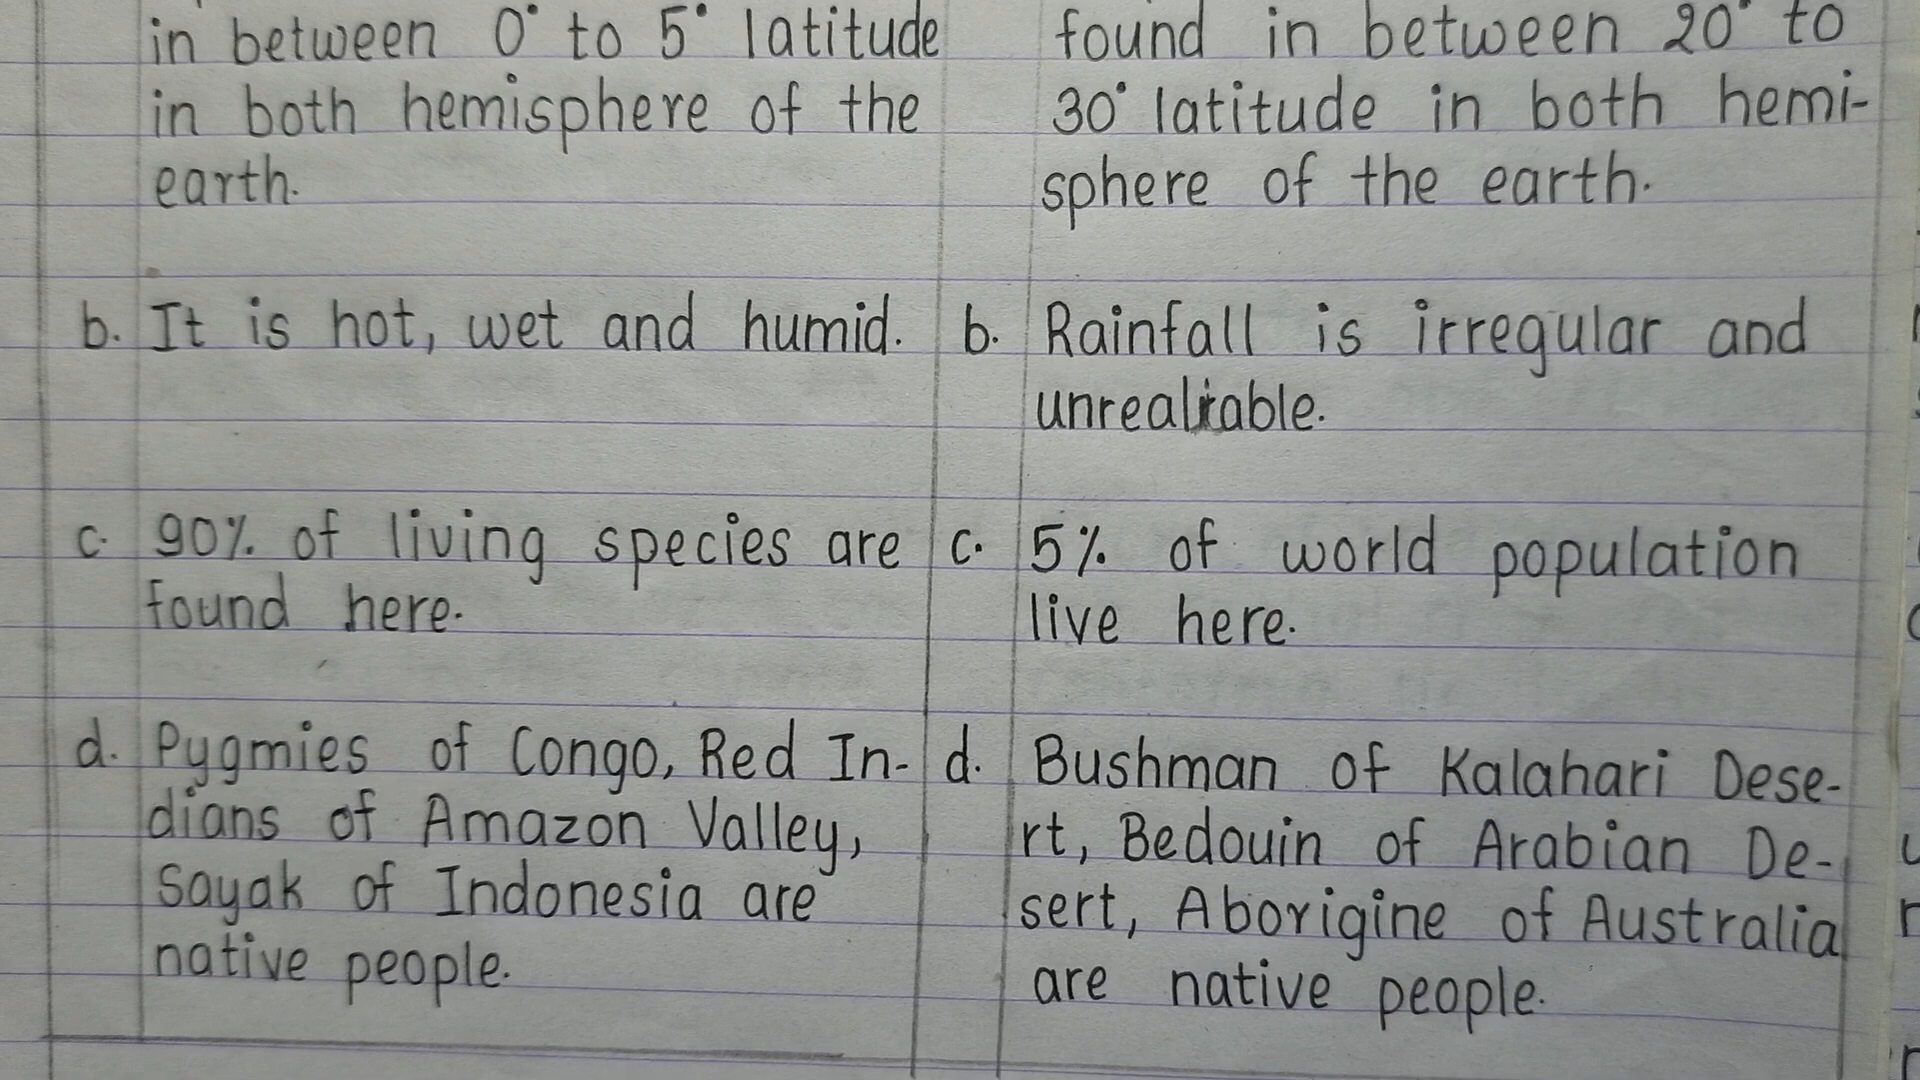 in between 0° to 5° latitude
in both hemisphere of the
earth.
b. It is hot, wet and humid.
c. 90% of living species are
found here.
d. Pygmies of Congo, Red In-
dians of Amazon Valley,
Sayak of Indonesia are
native people.
found in between 20° to
30° latitude in both hemi-
sphere of the earth.
b. Rainfall is irregular and
unrealiable.
c. 5% of world population
live here.
d. Bushman of Kalahari Dese-
rt, Bedouin of Arabian De-
sert, Aborigine of Australia
are native people.